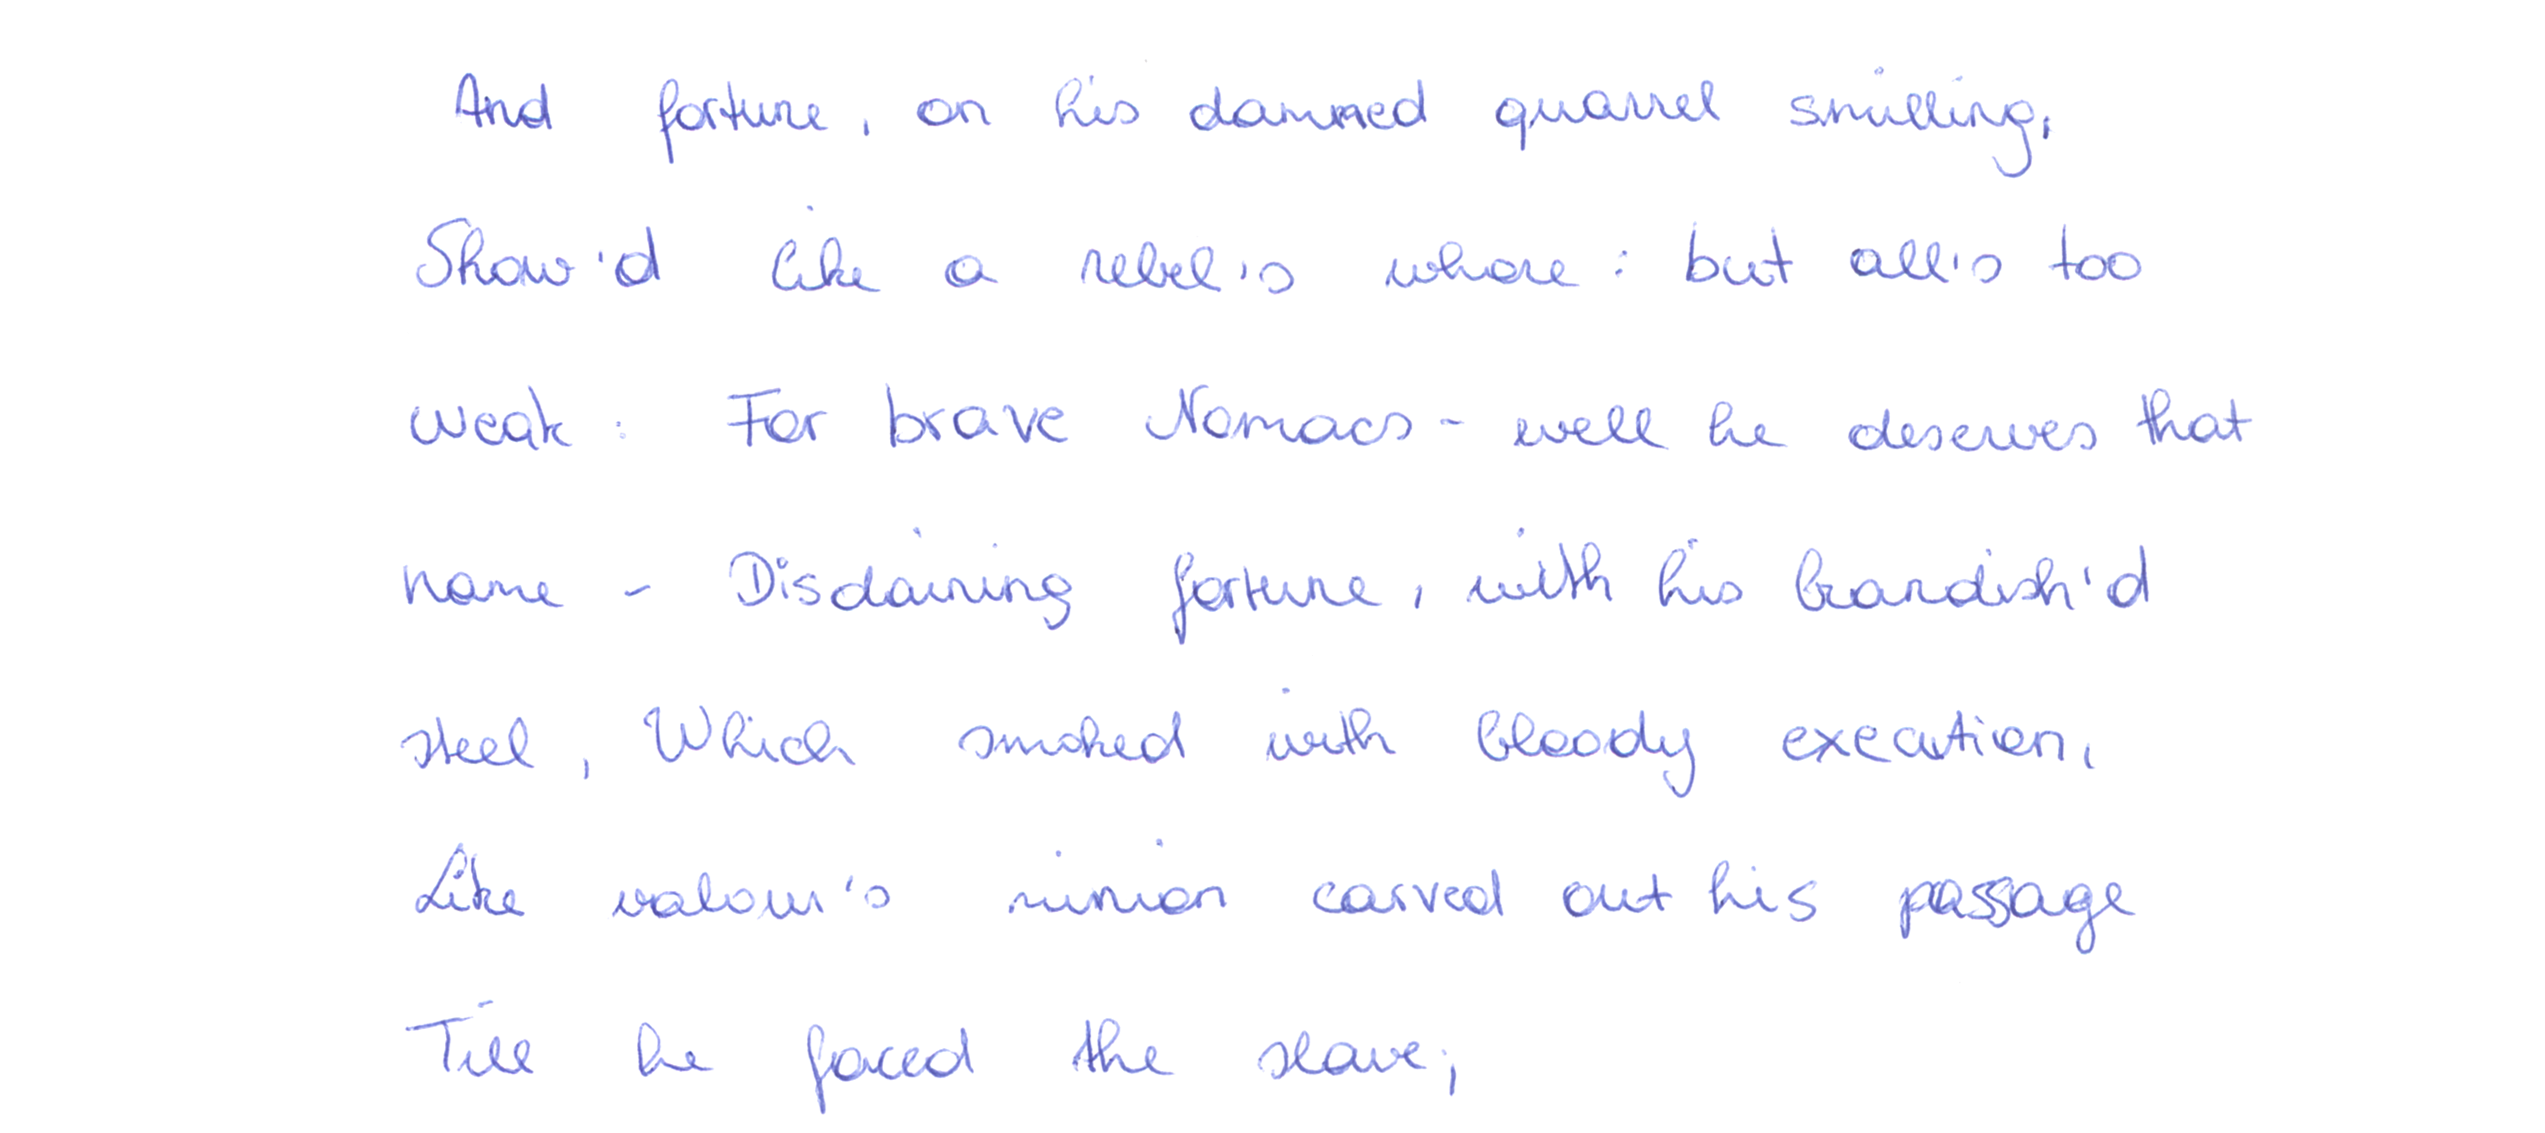 And fortune, on his damned quarrel smiling,
Show'd like a rebel's whore: but all's too
weak: For brave Nomacs - well he deserves that
name - Disdaining fortune, with his brandish'd
steel, Which smoked with bloody execution,
Like valour's minion carved out his passage
Till he faced the slave;